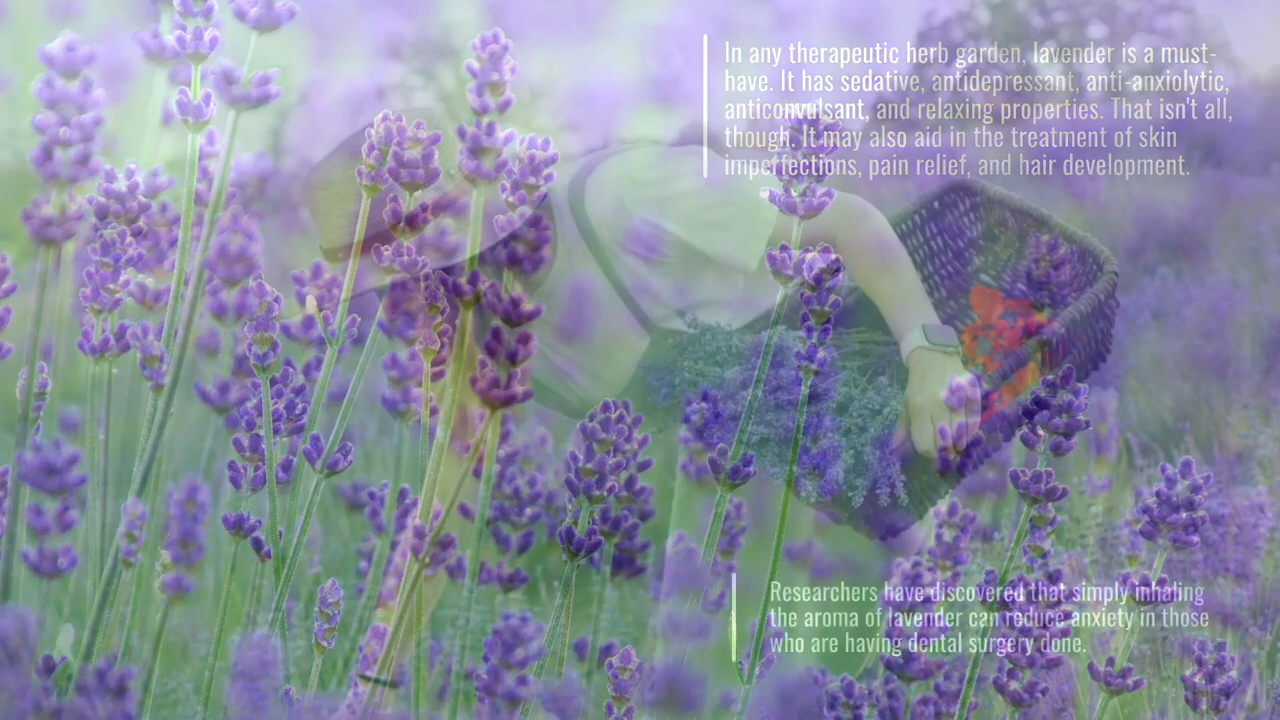 In any therapeutic herb garden, lavender is a must-
have. It has sedative, antidepressant, anti-anxiolytic,
anticonvulsant, and relaxing properties. That isn't all,
though. It may also aid in the treatment of skin
imperfections, pain relief, and hair development.
Researchers have discovered that simply inhaling
the aroma of lavender can reduce anxiety in those
who are having dental surgery done.